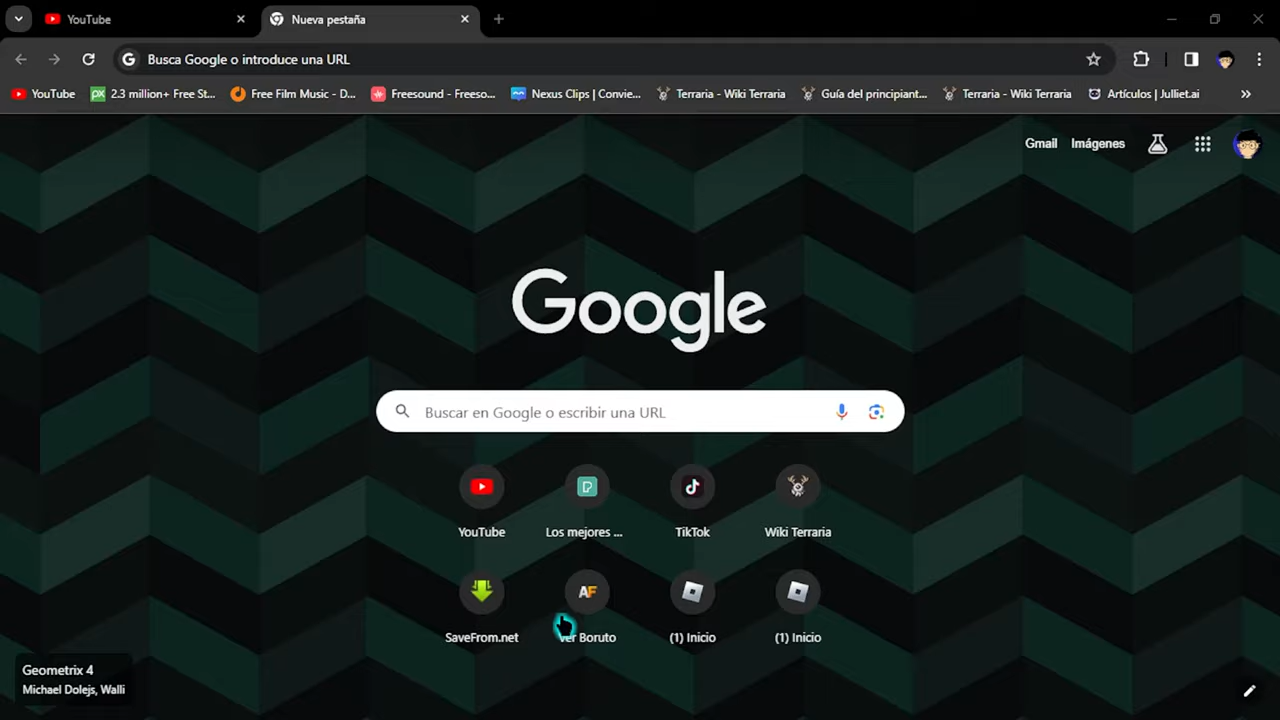 YouTube
Nueva pestaña
Busca Google o introduce una URL
YouTube
2.3 million+ Free St...
Free Film Music - D...
Freesound - Freeso...
Nexus Clips | Convie...
Terraria - Wiki Terraria
Guía del principiant...
Terraria - Wiki Terraria
Artículos | Julliet.ai
Gmail
Imágenes
Google
Buscar en Google o escribir una URL
YouTube
Los mejores ...
TikTok
Wiki Terraria
AF
SaveFrom.net
Ver Boruto
(1) Inicio
(1) Inicio
Geometrix 4
Michael Dolejs, Walli